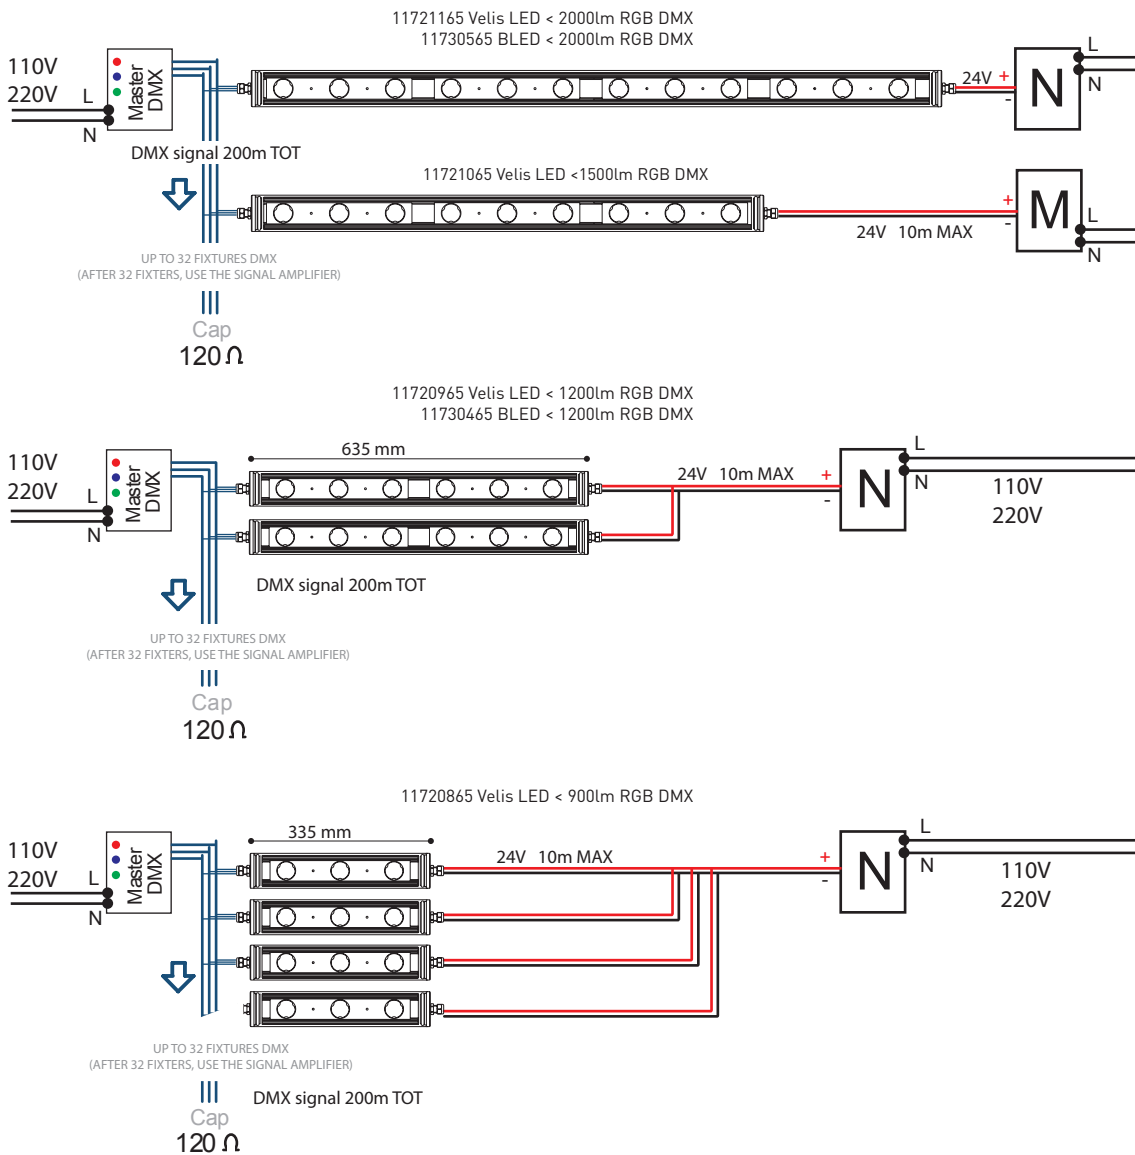 11721165 Velis LED < 2000lm RGB DMX
11730565 BLED < 2000lm RGB DMX
110V
220V
L
N
Master
DMX
24V
+
-
N
L
N
DMX signal 200m TOT
11721065 Velis LED <1500lm RGB DMX
24V 10m MAX
+
-
M
L
N
UP TO 32 FIXTURES DMX
(AFTER 32 FIXTERS, USE THE SIGNAL AMPLIFIER)
Cap
120 Ω
11720965 Velis LED < 1200lm RGB DMX
11730465 BLED < 1200lm RGB DMX
110V
220V
L
N
Master
DMX
635 mm
24V 10m MAX
+
-
N
L
N
110V
220V
DMX signal 200m TOT
UP TO 32 FIXTURES DMX
(AFTER 32 FIXTERS, USE THE SIGNAL AMPLIFIER)
Cap
120 Ω
11720865 Velis LED < 900lm RGB DMX
110V
220V
L
N
Master
DMX
335 mm
24V 10m MAX
+
-
N
L
N
110V
220V
UP TO 32 FIXTURES DMX
(AFTER 32 FIXTERS, USE THE SIGNAL AMPLIFIER)
DMX signal 200m TOT
Cap
120 Ω